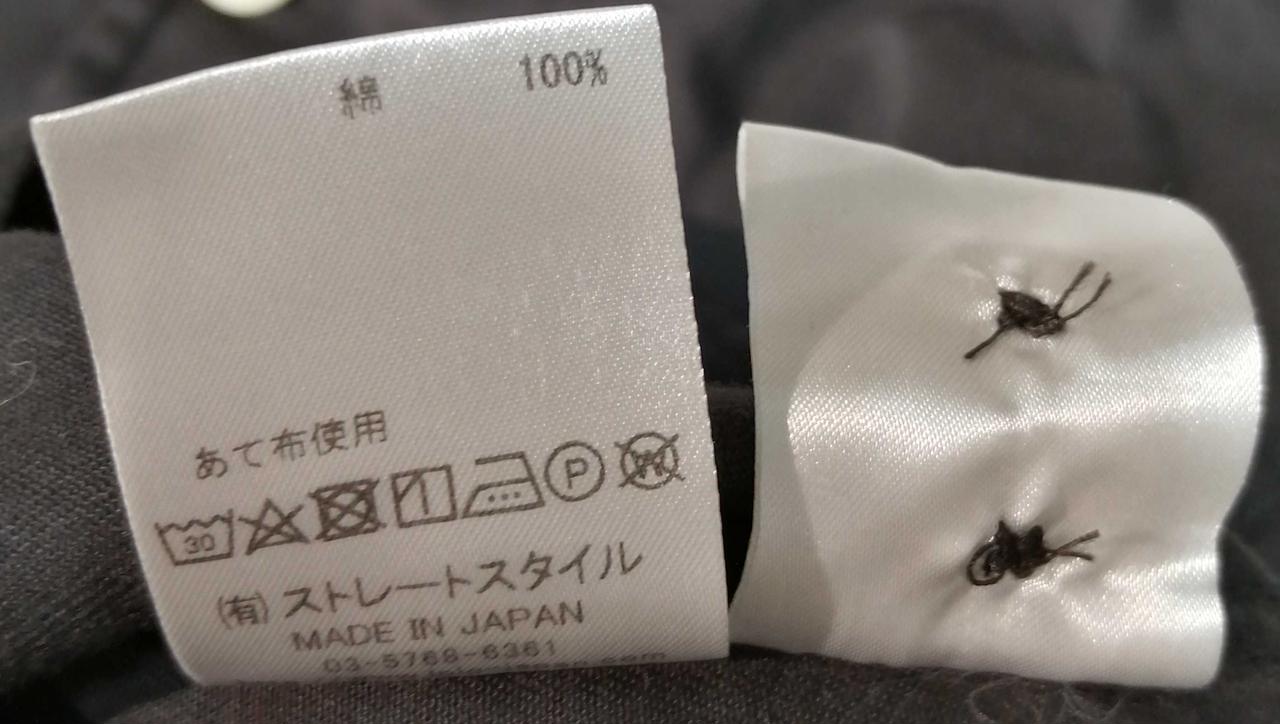 綿 100%
あて布使用
30 P W
(有)ストレートスタイル
MADE IN JAPAN
03-5768-6361